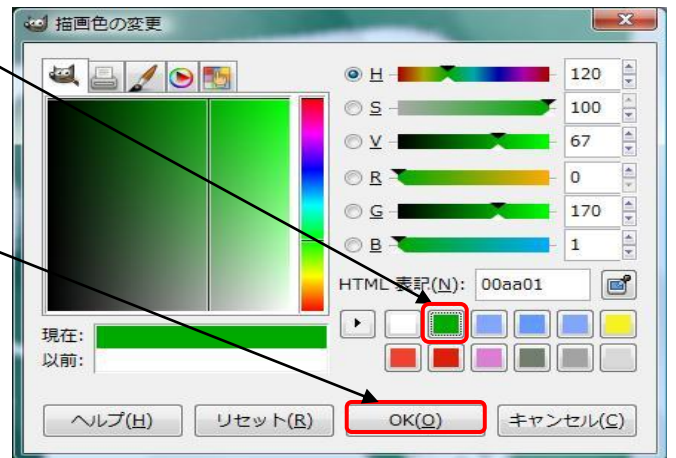 描画色の変更
H 120
S 100
V 67
R 0
G 170
B 1
HTML 表記(N): 00aa01
現在:
以前:
ヘルプ(H) リセット(R) OK(O) キャンセル(C)